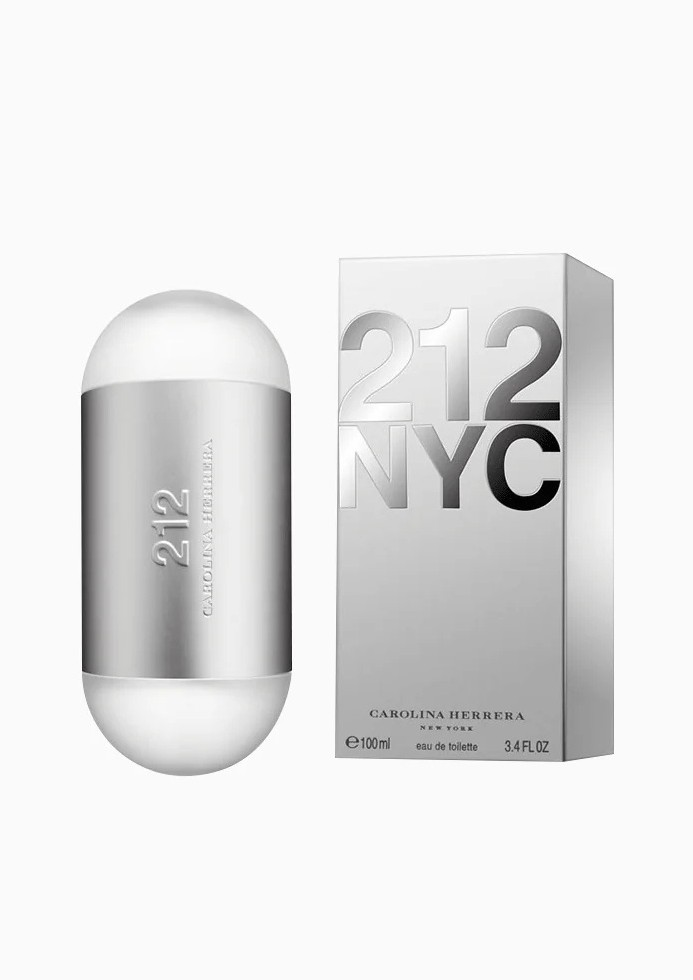 212
CAROLINA HERRERA
212
NYC
CAROLINA HERRERA
NEW YORK
℮100ml
eau de toilette
3.4 FL OZ